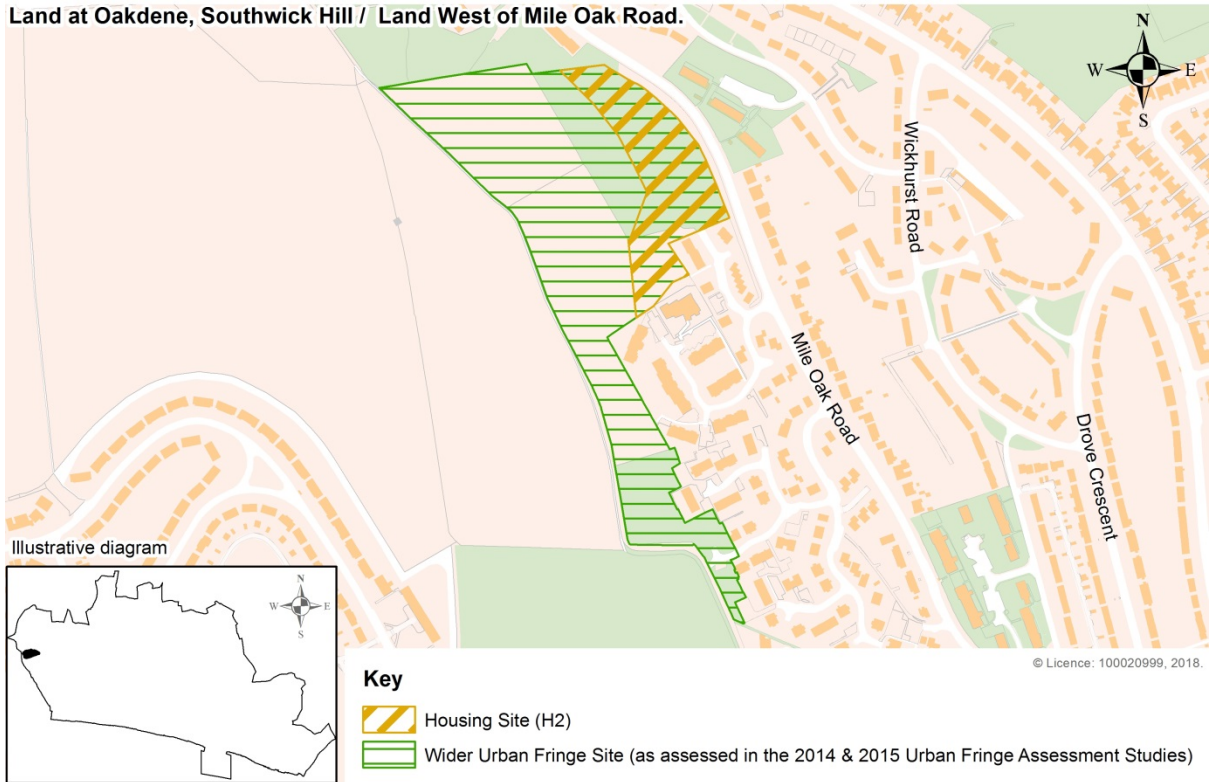 Land at Oakdene, Southwick Hill / Land West of Mile Oak Road.
N
W E
S
Wickhurst Road
Mile Oak Road
Drove Crescent
Illustrative diagram
N
W E
S
© Licence: 100020999, 2018.
Key
Housing Site (H2)
Wider Urban Fringe Site (as assessed in the 2014 & 2015 Urban Fringe Assessment Studies)